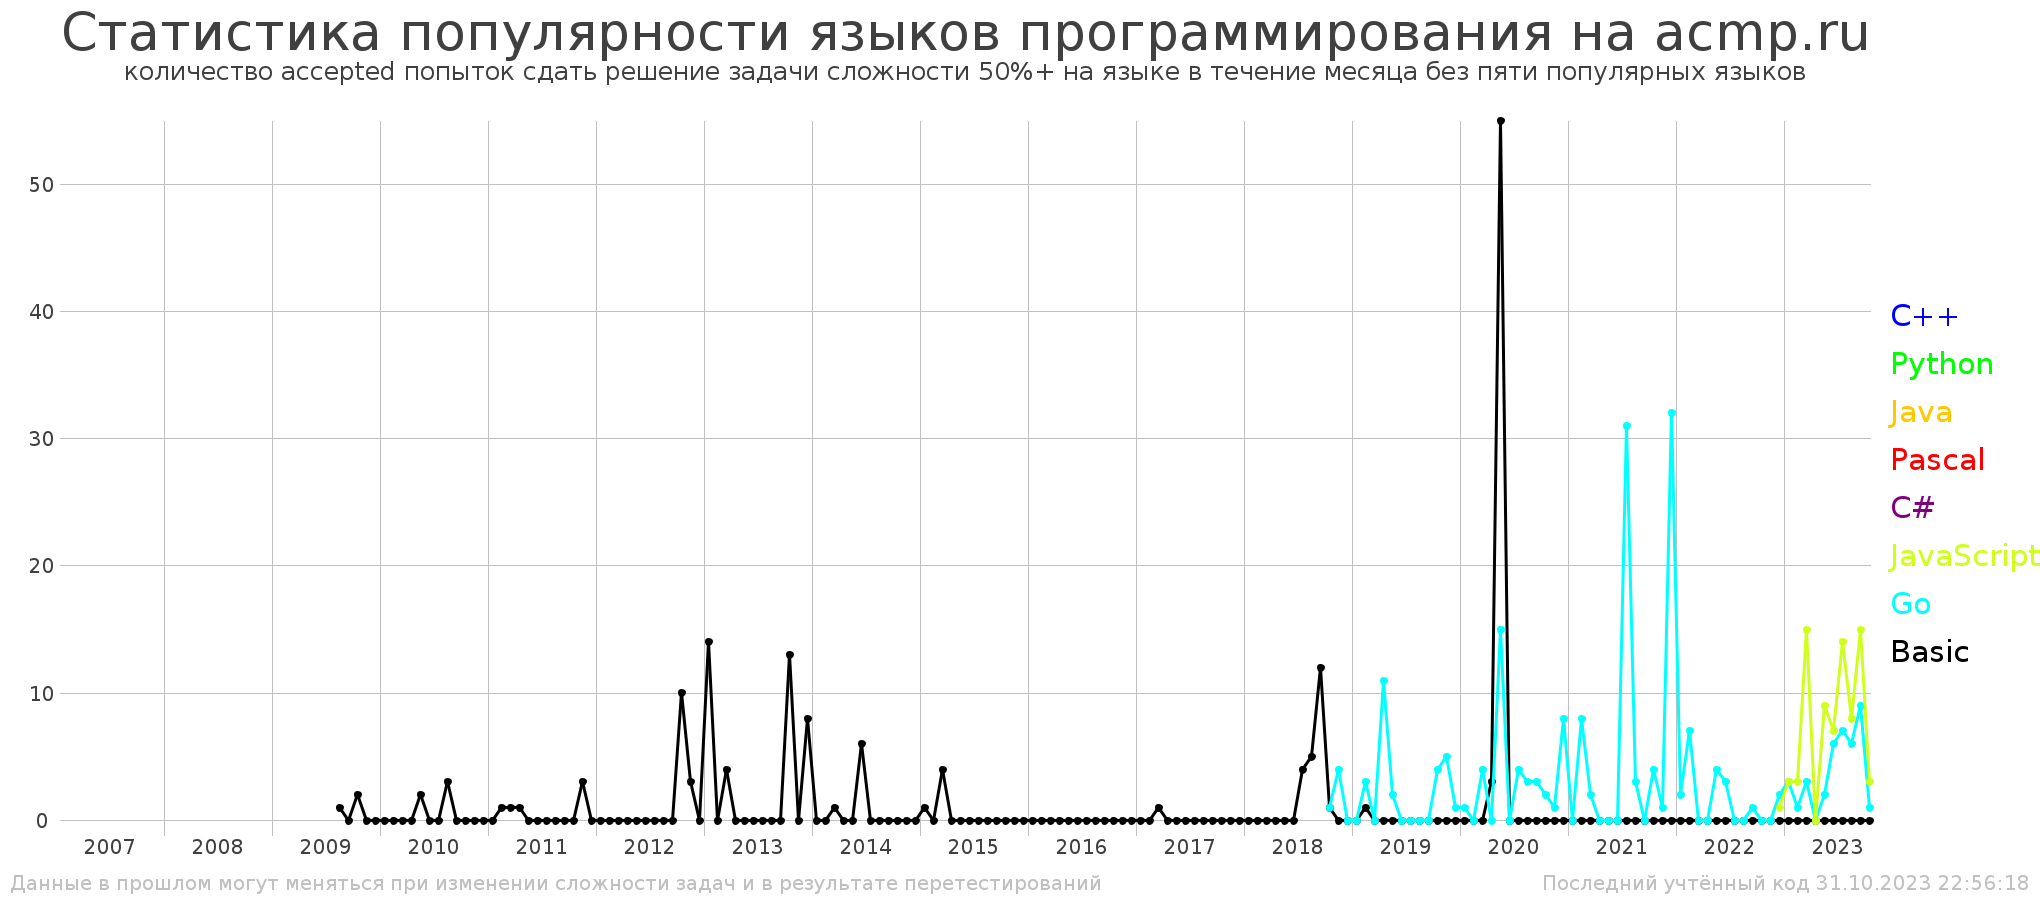 Статистика популярности языков программирования на acmp.ru
количество accepted попыток сдать решение задачи сложности 50%+ на языке в течение месяца без пяти популярных языков
50
40
30
20
10
0
C++
Python
Java
Pascal
C#
JavaScript
Go
Basic
2007 2008 2009 2010 2011 2012 2013 2014 2015 2016 2017 2018 2019 2020 2021 2022 2023
Данные в прошлом могут меняться при изменении сложности задач и в результате перетестирований
Последний учтённый код 31.10.2023 22:56:18